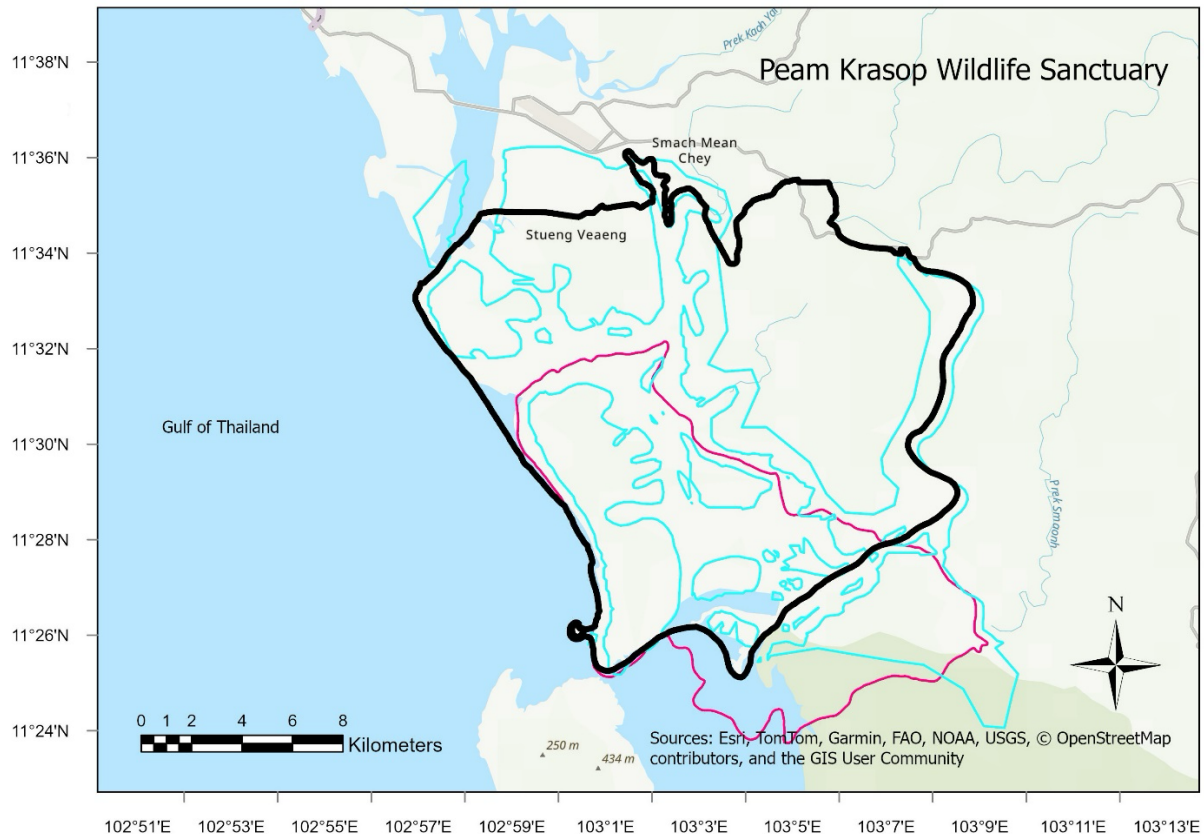 Prek Kaoh Yor
Peam Krasop Wildlife Sanctuary
11°38'N
11°36'N
11°34'N
11°32'N
11°30'N
11°28'N
11°26'N
11°24'N
Smach Mean
Chey
Stueng Veaeng
Gulf of Thailand
Prek Smaonh
N
0 1 2 4 6 8
Kilometers
250 m
434 m
Sources: Esri, TomTom, Garmin, FAO, NOAA, USGS, © OpenStreetMap
contributors, and the GIS User Community
102°51'E 102°53'E 102°55'E 102°57'E 102°59'E 103°1'E 103°3'E 103°5'E 103°7'E 103°9'E 103°11'E 103°13'E